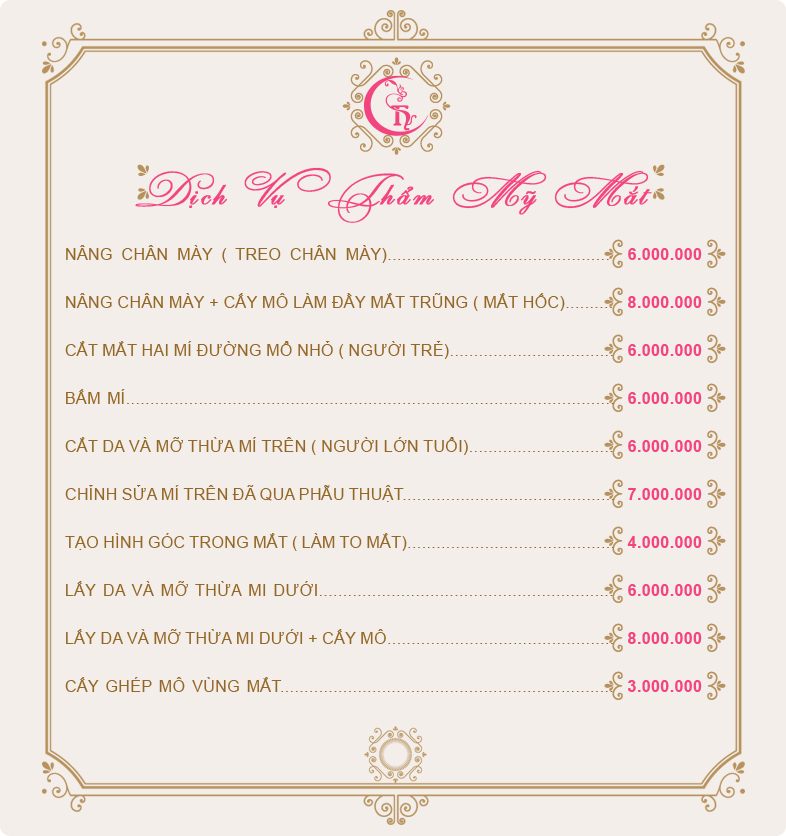 Dịch Vụ Thẩm Mỹ Mắt
NÂNG CHÂN MÀY ( TREO CHÂN MÀY)........................................ 6.000.000
NÂNG CHÂN MÀY + CẤY MÔ LÀM ĐẦY MẮT TRŨNG ( MẮT HỐC)......... 8.000.000
CẮT MẮT HAI MÍ ĐƯỜNG MỔ NHỎ ( NGƯỜI TRẺ)............................. 6.000.000
BẤM MÍ.................................................................................... 6.000.000
CẮT DA VÀ MỠ THỪA MÍ TRÊN ( NGƯỜI LỚN TUỔI)......................... 6.000.000
CHỈNH SỬA MÍ TRÊN ĐÃ QUA PHẪU THUẬT..................................... 7.000.000
TẠO HÌNH GÓC TRONG MẮT ( LÀM TO MẮT).................................... 4.000.000
LẤY DA VÀ MỠ THỪA MI DƯỚI.................................................... 6.000.000
LẤY DA VÀ MỠ THỪA MI DƯỚI + CẤY MÔ........................................ 8.000.000
CẤY GHÉP MÔ VÙNG MẮT........................................................... 3.000.000